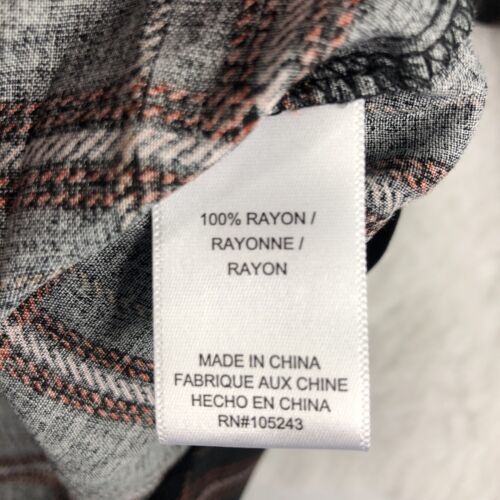 100% RAYON /
RAYONNE /
RAYON
MADE IN CHINA
FABRIQUE AUX CHINE
HECHO EN CHINA
RN#105243